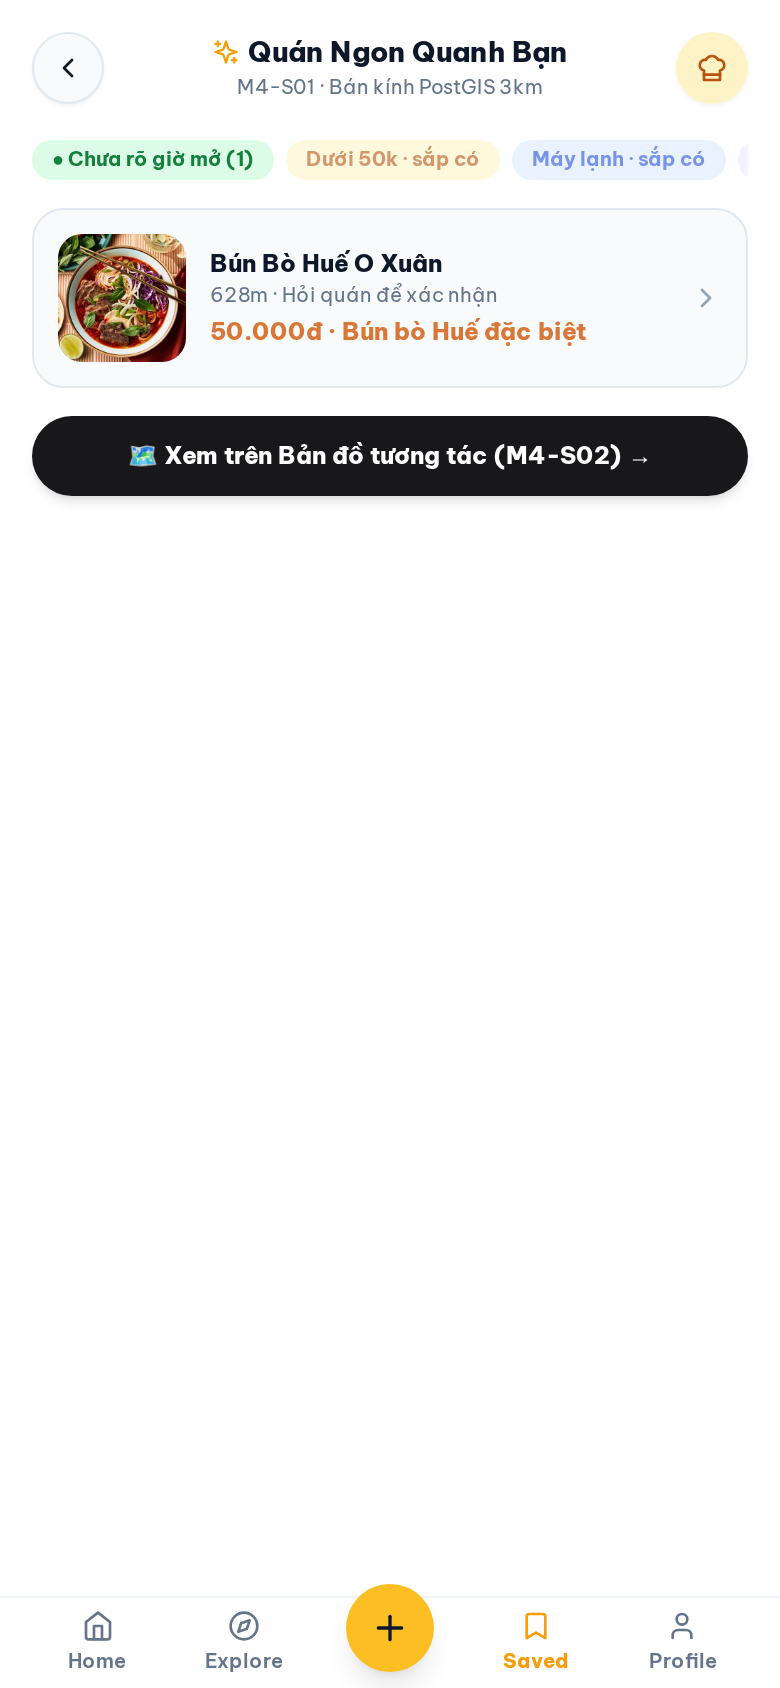 Quán Ngon Quanh Bạn
M4-S01 · Bán kính PostGIS 3km
● Chưa rõ giờ mở (1)
Dưới 50k · sắp có
Máy lạnh · sắp có
Bún Bò Huế O Xuân
628m · Hỏi quán để xác nhận
50.000đ · Bún bò Huế đặc biệt
🗺️ Xem trên Bản đồ tương tác (M4-S02) →
Home
Explore
Saved
Profile